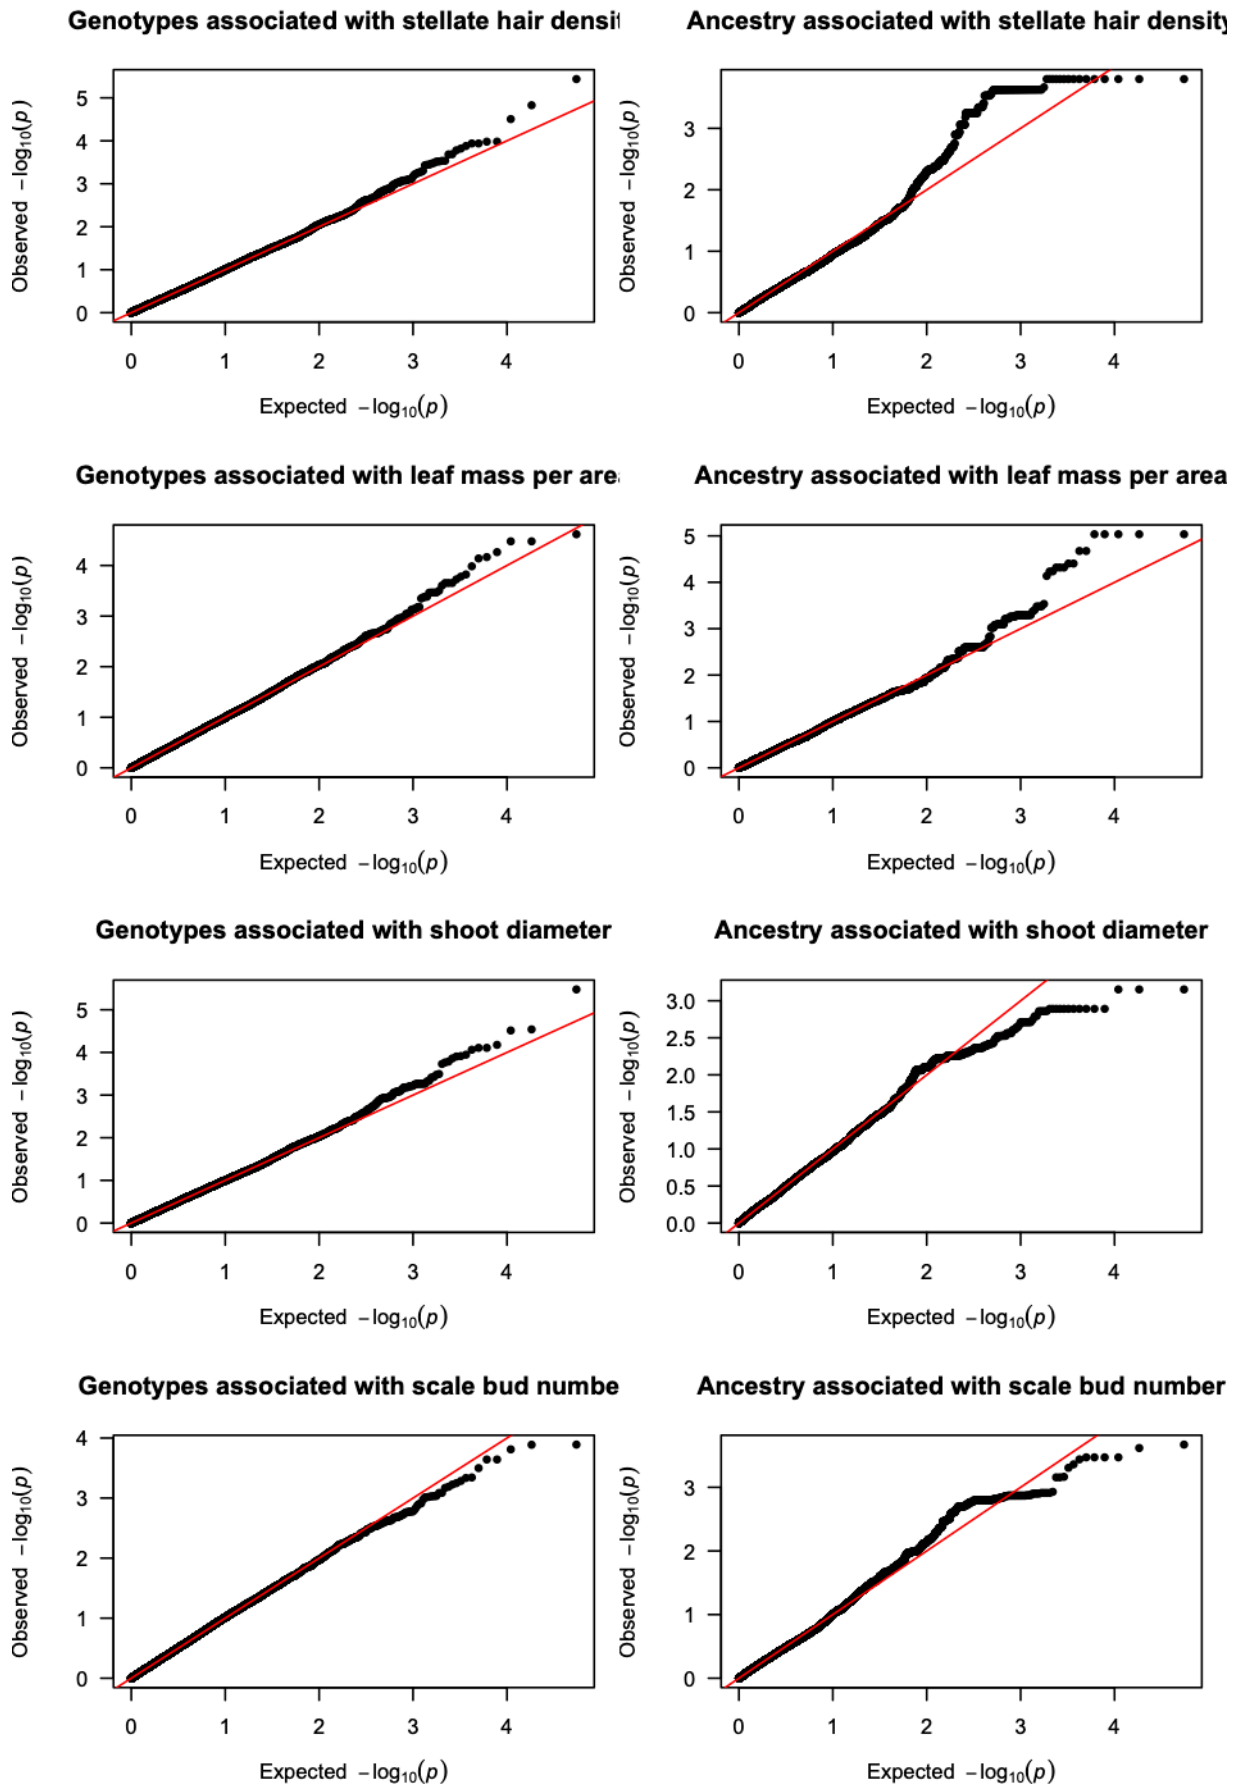 Genotypes associated with stellate hair densit
Observed −log10(p)
5
4
3
2
1
0
0 1 2 3 4
Expected −log10(p)
Ancestry associated with stellate hair density
Observed −log10(p)
3
2
1
0
0 1 2 3 4
Expected −log10(p)
Genotypes associated with leaf mass per area
Observed −log10(p)
4
3
2
1
0
0 1 2 3 4
Expected −log10(p)
Ancestry associated with leaf mass per area
Observed −log10(p)
5
4
3
2
1
0
0 1 2 3 4
Expected −log10(p)
Genotypes associated with shoot diameter
Observed −log10(p)
5
4
3
2
1
0
0 1 2 3 4
Expected −log10(p)
Ancestry associated with shoot diameter
Observed −log10(p)
3.0
2.5
2.0
1.5
1.0
0.5
0.0
0 1 2 3 4
Expected −log10(p)
Genotypes associated with scale bud numbe
Observed −log10(p)
4
3
2
1
0
0 1 2 3 4
Expected −log10(p)
Ancestry associated with scale bud number
Observed −log10(p)
3
2
1
0
0 1 2 3 4
Expected −log10(p)